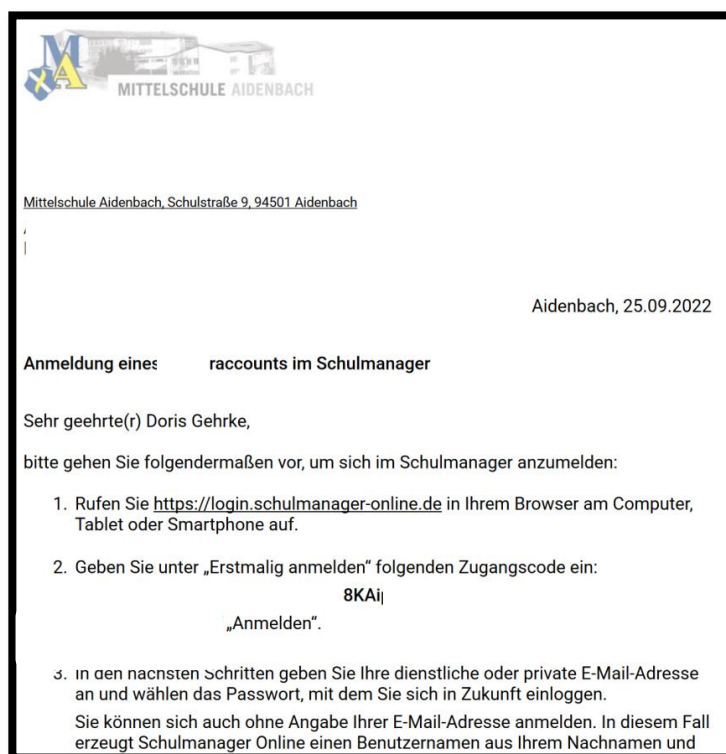 MA
MITTELSCHULE AIDENBACH
Mittelschule Aidenbach, Schulstraße 9, 94501 Aidenbach
Aidenbach, 25.09.2022
Anmeldung eines raccounts im Schulmanager
Sehr geehrte(r) Doris Gehrke,
bitte gehen Sie folgendermaßen vor, um sich im Schulmanager anzumelden:
1. Rufen Sie https://login.schulmanager-online.de in Ihrem Browser am Computer,
Tablet oder Smartphone auf.
2. Geben Sie unter „Erstmalig anmelden“ folgenden Zugangscode ein:
8KAi
„Anmelden“.
3. In den nächsten Schritten geben Sie Ihre dienstliche oder private E-Mail-Adresse
an und wählen das Passwort, mit dem Sie sich in Zukunft einloggen.
Sie können sich auch ohne Angabe Ihrer E-Mail-Adresse anmelden. In diesem Fall
erzeugt Schulmanager Online einen Benutzernamen aus Ihrem Nachnamen und